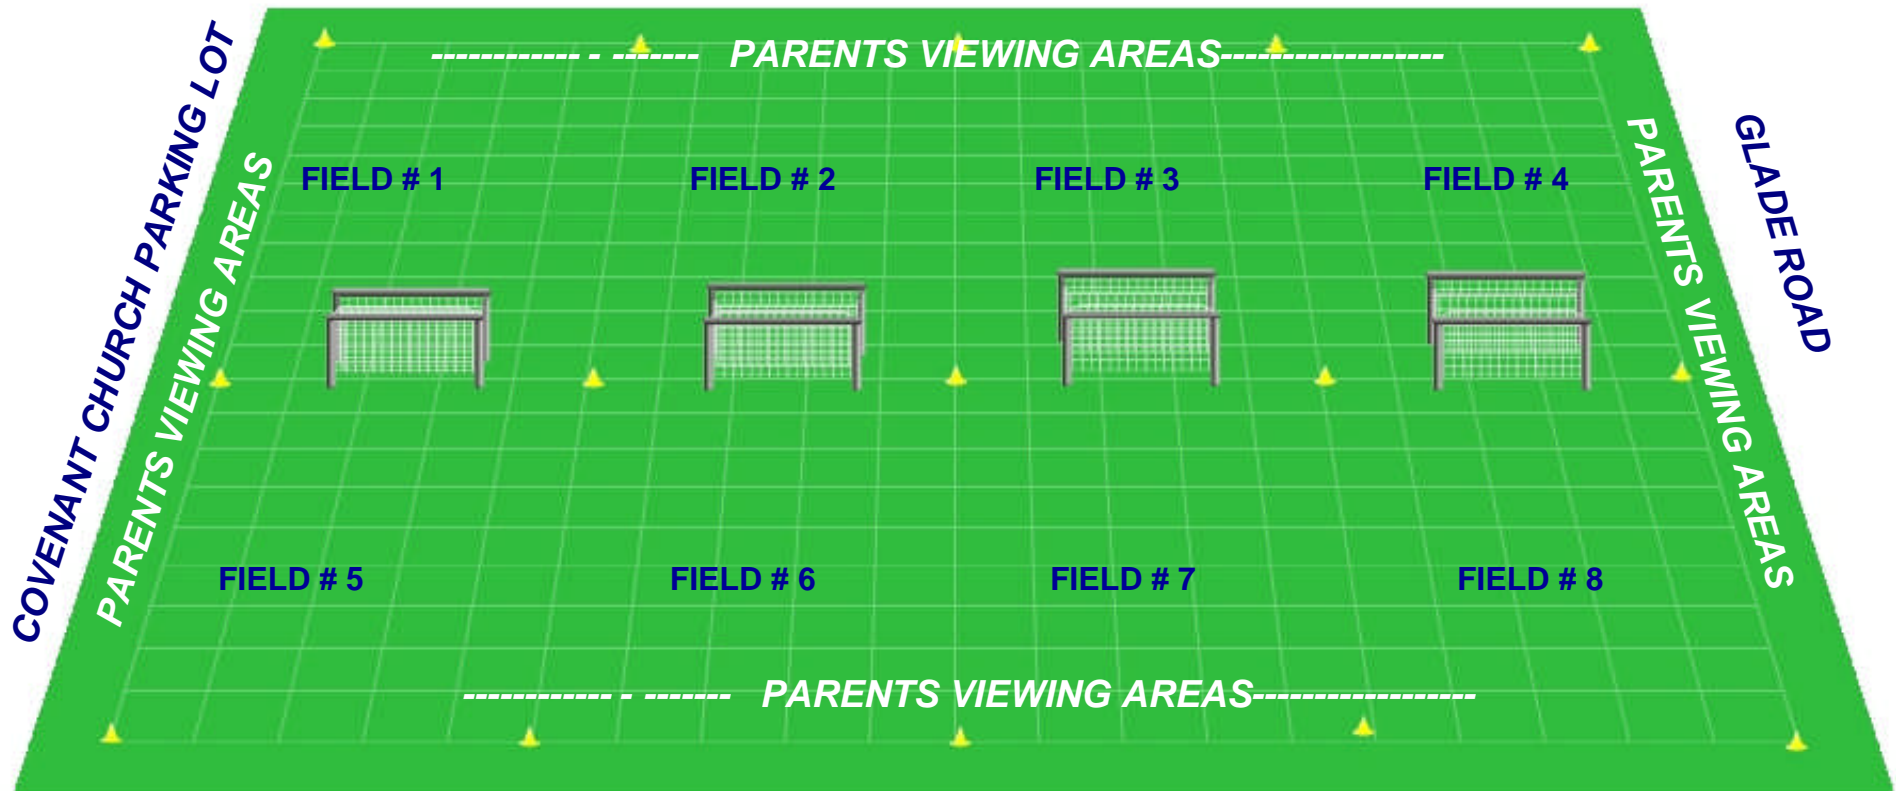 ------------ - ------- PARENTS VIEWING AREAS------------------
COVENANT CHURCH PARKING LOT
PARENTS VIEWING AREAS
FIELD # 1
FIELD # 2
FIELD # 3
FIELD # 4
PARENTS VIEWING AREAS
GLADE ROAD
FIELD # 5
FIELD # 6
FIELD # 7
FIELD # 8
------------ - ------- PARENTS VIEWING AREAS------------------